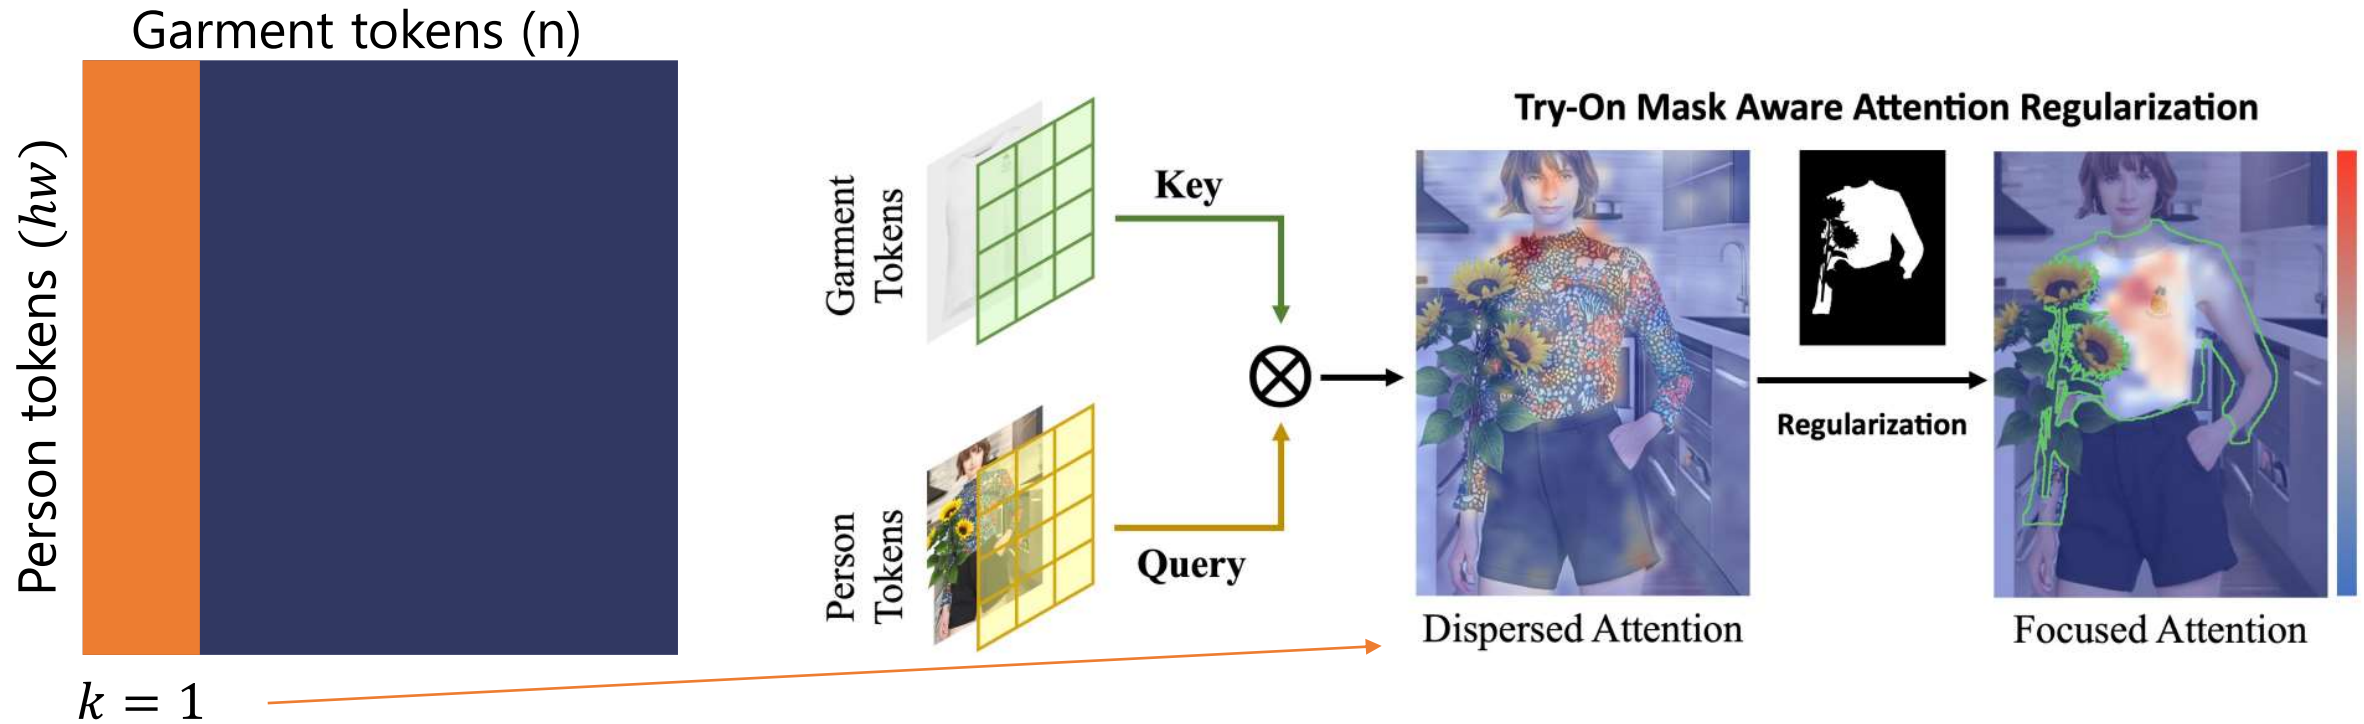 Garment tokens (n)
Person tokens (hw)
k = 1
Garment
Tokens
Key
Person
Tokens
Query
Try-On Mask Aware Attention Regularization
Regularization
Dispersed Attention
Focused Attention